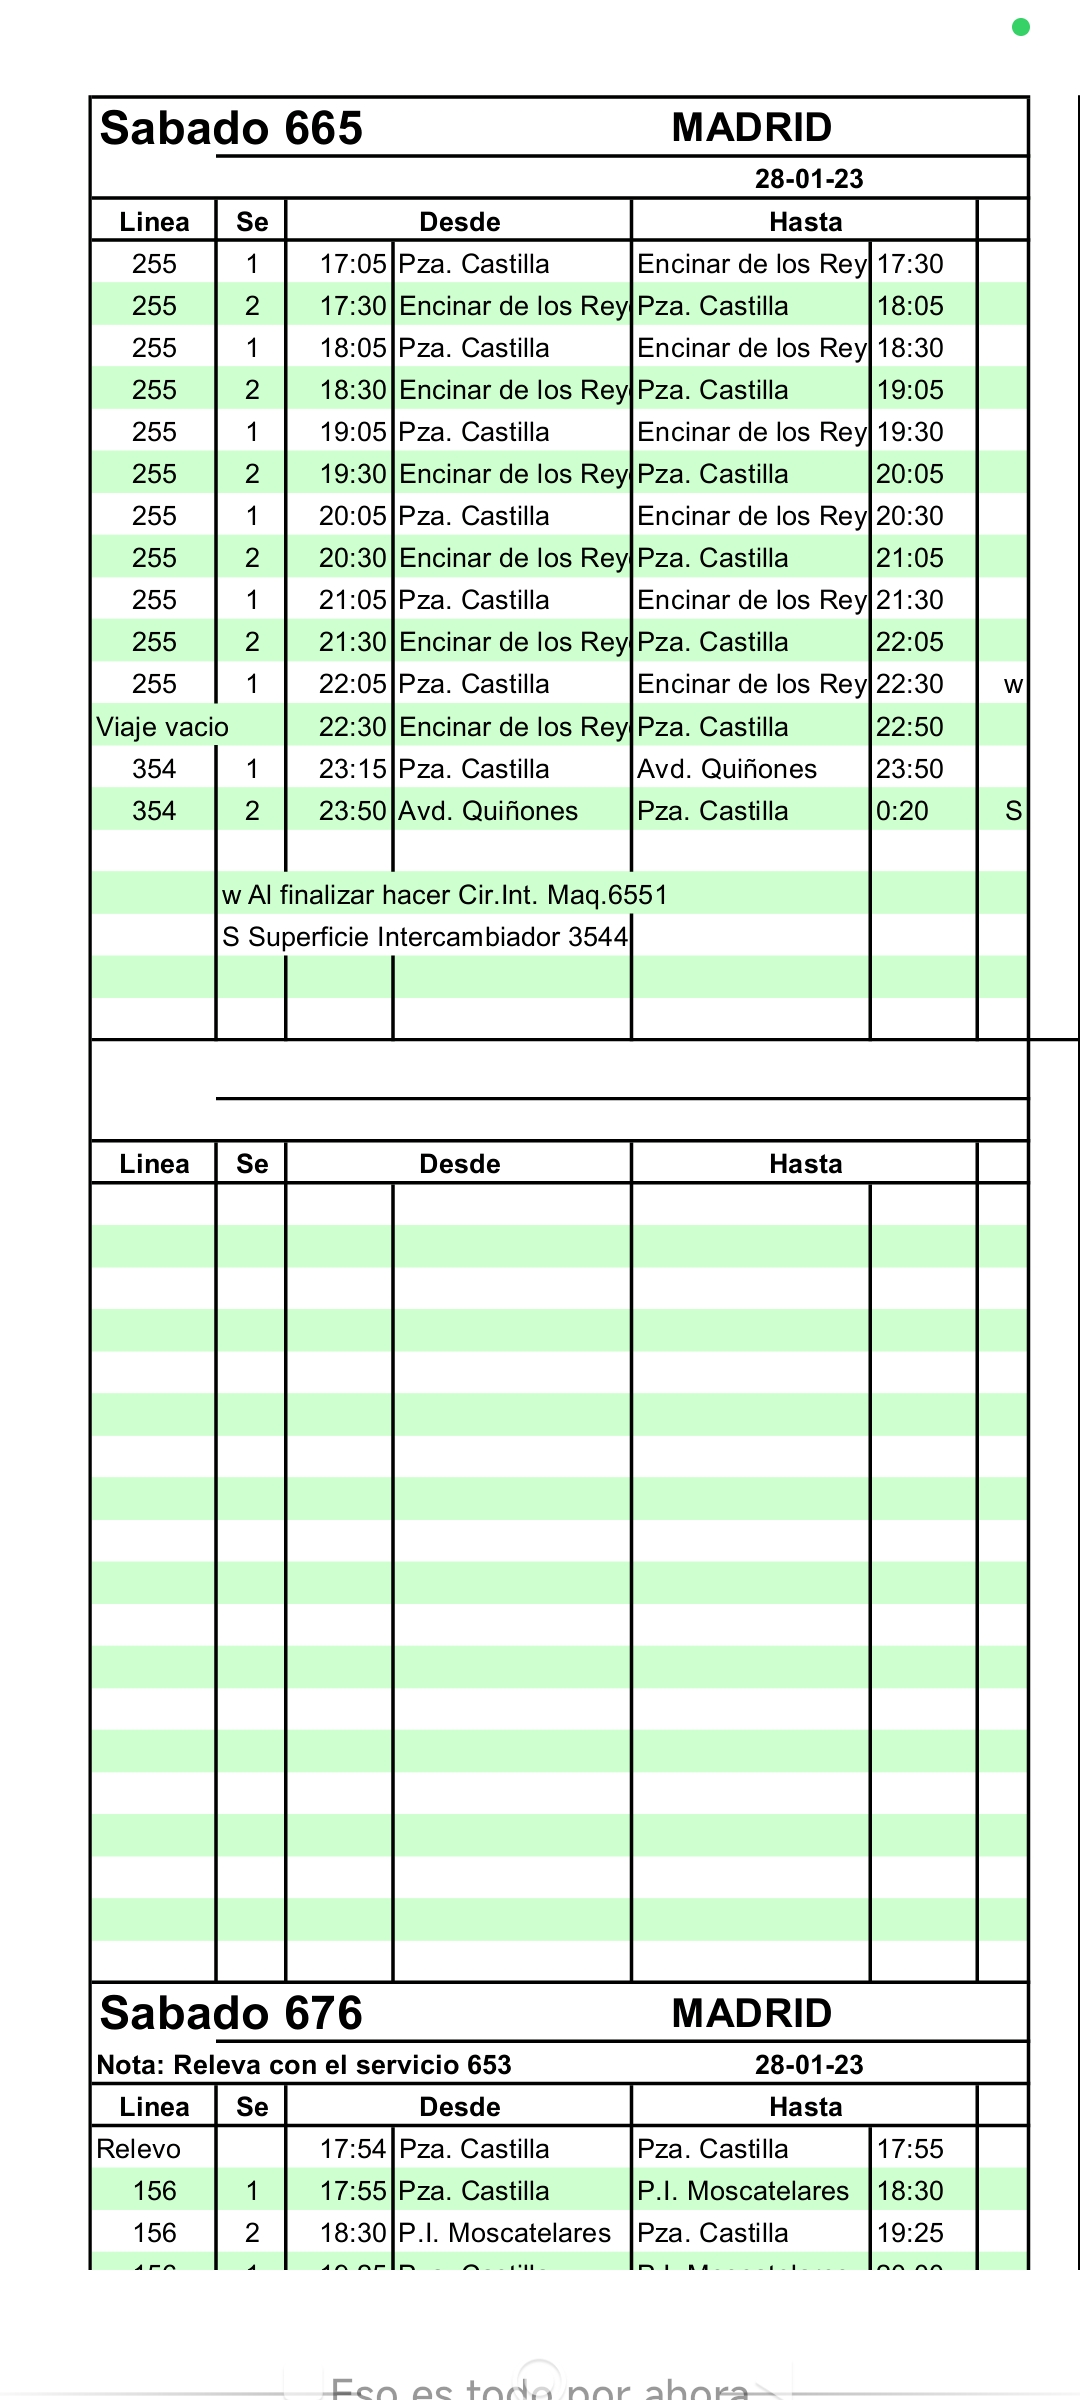 Sabado 665 MADRID
28-01-23
Linea Se Desde Hasta
255 1 17:05 Pza. Castilla Encinar de los Rey 17:30
255 2 17:30 Encinar de los Rey Pza. Castilla 18:05
255 1 18:05 Pza. Castilla Encinar de los Rey 18:30
255 2 18:30 Encinar de los Rey Pza. Castilla 19:05
255 1 19:05 Pza. Castilla Encinar de los Rey 19:30
255 2 19:30 Encinar de los Rey Pza. Castilla 20:05
255 1 20:05 Pza. Castilla Encinar de los Rey 20:30
255 2 20:30 Encinar de los Rey Pza. Castilla 21:05
255 1 21:05 Pza. Castilla Encinar de los Rey 21:30
255 2 21:30 Encinar de los Rey Pza. Castilla 22:05
255 1 22:05 Pza. Castilla Encinar de los Rey 22:30 w
Viaje vacio 22:30 Encinar de los Rey Pza. Castilla 22:50
354 1 23:15 Pza. Castilla Avd. Quiñones 23:50
354 2 23:50 Avd. Quiñones Pza. Castilla 0:20 S
w Al finalizar hacer Cir.Int. Maq.6551
S Superficie Intercambiador 3544
Linea Se Desde Hasta
Sabado 676 MADRID
Nota: Releva con el servicio 653 28-01-23
Linea Se Desde Hasta
Relevo 17:54 Pza. Castilla Pza. Castilla 17:55
156 1 17:55 Pza. Castilla P.I. Moscatelares 18:30
156 2 18:30 P.I. Moscatelares Pza. Castilla 19:25
Eso es todo por ahora